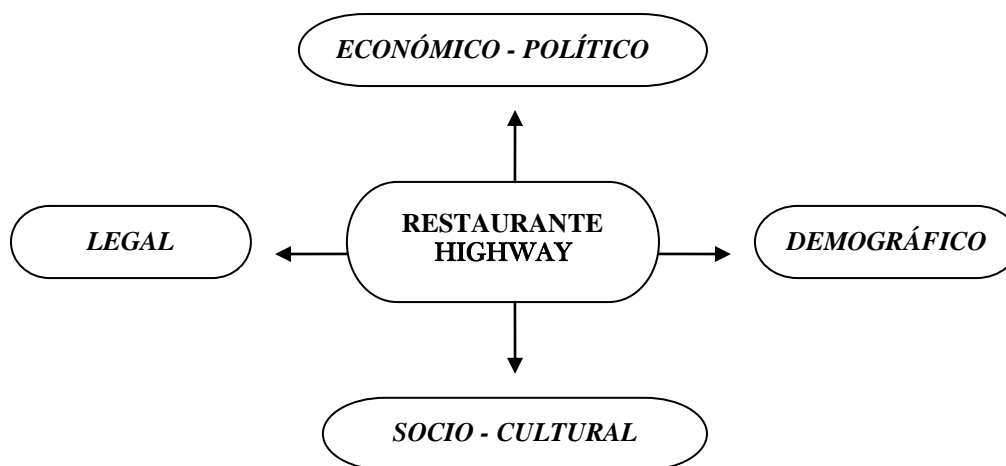 ECONÓMICO - POLÍTICO
LEGAL
RESTAURANTE
HIGHWAY
DEMOGRÁFICO
SOCIO - CULTURAL